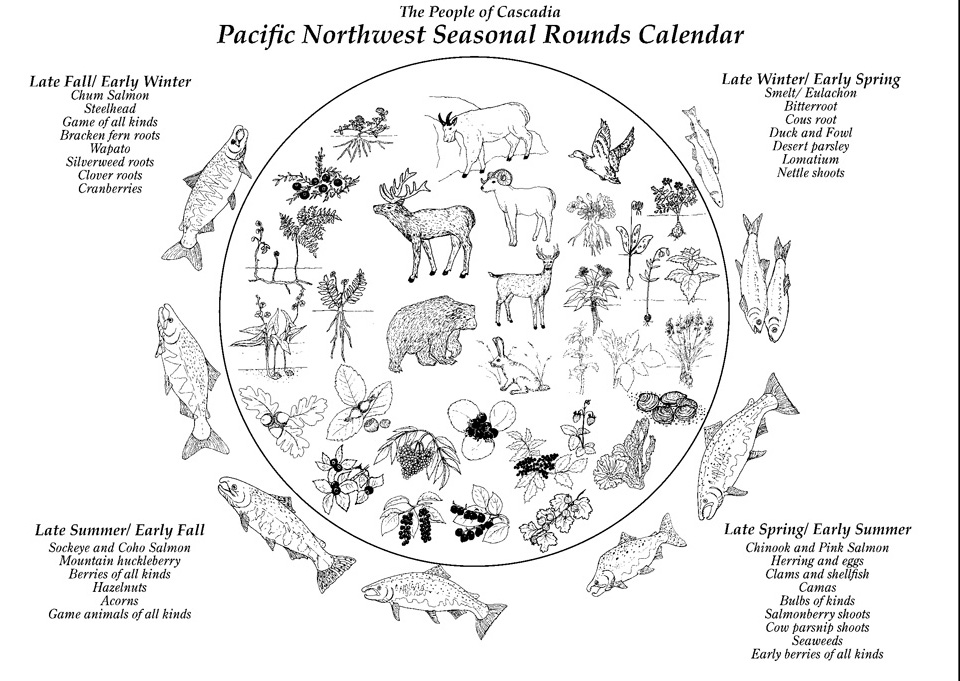 The People of Cascadia
Pacific Northwest Seasonal Rounds Calendar
Late Fall/ Early Winter
Chum Salmon
Steelhead
Game of all kinds
Bracken fern roots
Wapato
Silverweed roots
Clover roots
Cranberries
Late Winter/ Early Spring
Smelt/ Eulachon
Bitterroot
Cous root
Duck and Fowl
Desert parsley
Lomatium
Nettle shoots
Late Summer/ Early Fall
Sockeye and Coho Salmon
Mountain huckleberry
Berries of all kinds
Hazelnuts
Acorns
Game animals of all kinds
Late Spring/ Early Summer
Chinook and Pink Salmon
Herring and eggs
Clams and shellfish
Camas
Bulbs of kinds
Salmonberry shoots
Cow parsnip shoots
Seaweeds
Early berries of all kinds